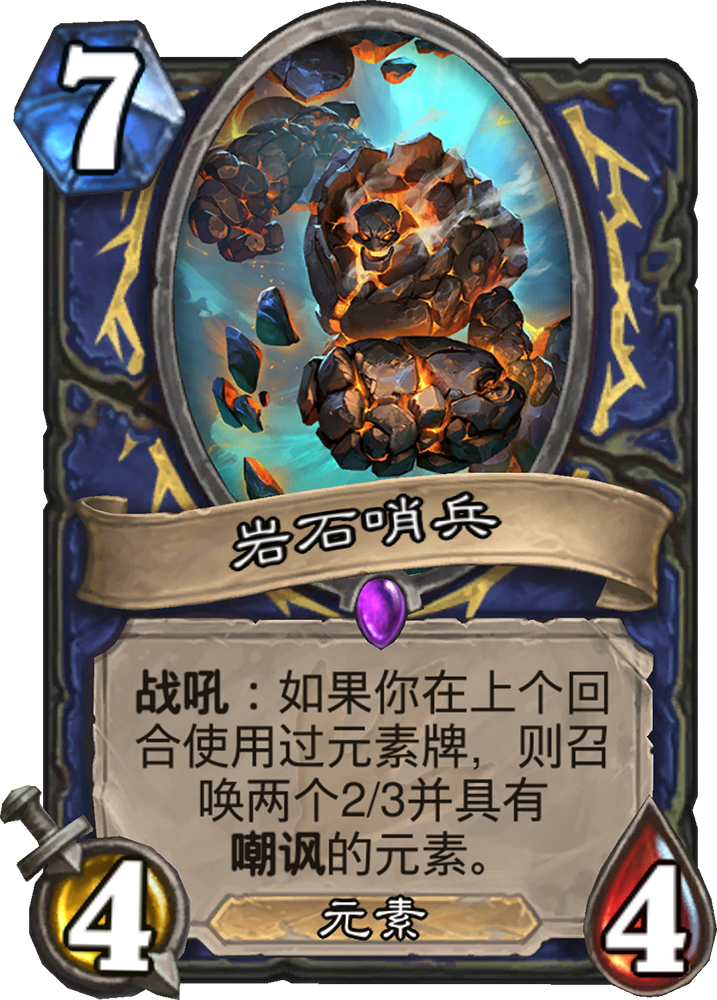 7
岩石哨兵
战吼：如果你在上个回
合使用过元素牌，则召
唤两个2/3并具有
嘲讽的元素。
4
元素
4